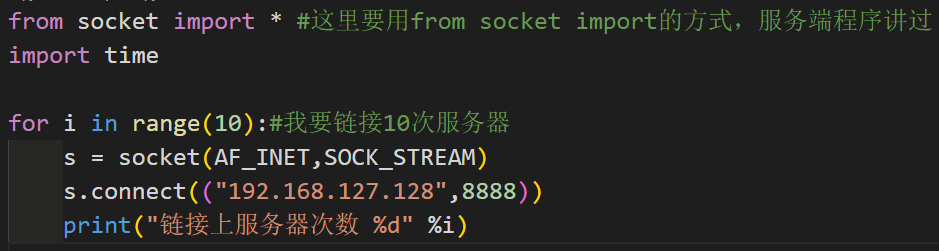 from socket import * #这里要用from socket import的方式，服务端程序讲过
import time
for i in range(10):#我要链接10次服务器
    s = socket(AF_INET,SOCK_STREAM)
    s.connect(("192.168.127.128",8888))
    print("链接上服务器次数 %d" %i)